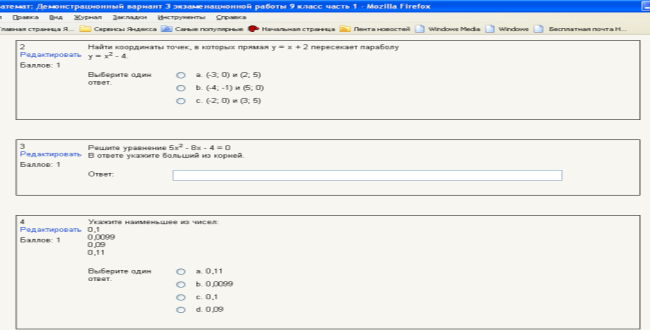 атемат: Демонстрационный вариант 3 экзаменационной работы 9 класс часть 1 - Mozilla Firefox
Правка Вид Журнал Закладки Инструменты Справка
лавная страница Я... Сервисы Яндекса Самые популярные Начальная страница Лента новостей Windows Media Windows Бесплатная почта H...
2
Редактировать
Баллов: 1
Найти координаты точек, в которых прямая y = x + 2 пересекает параболу
y = x² - 4.
Выберите один
ответ.
a. (-3; 0) и (2; 5)
b. (-4; -1) и (5; 0)
c. (-2; 0) и (3; 5)
3
Редактировать
Баллов: 1
Решите уравнение 5x² - 8x - 4 = 0
В ответе укажите больший из корней.
Ответ:
4
Редактировать
Баллов: 1
Укажите наименьшее из чисел:
0,1
0,0099
0,09
0,11
Выберите один
ответ.
a. 0,11
b. 0,0099
c. 0,1
d. 0,09